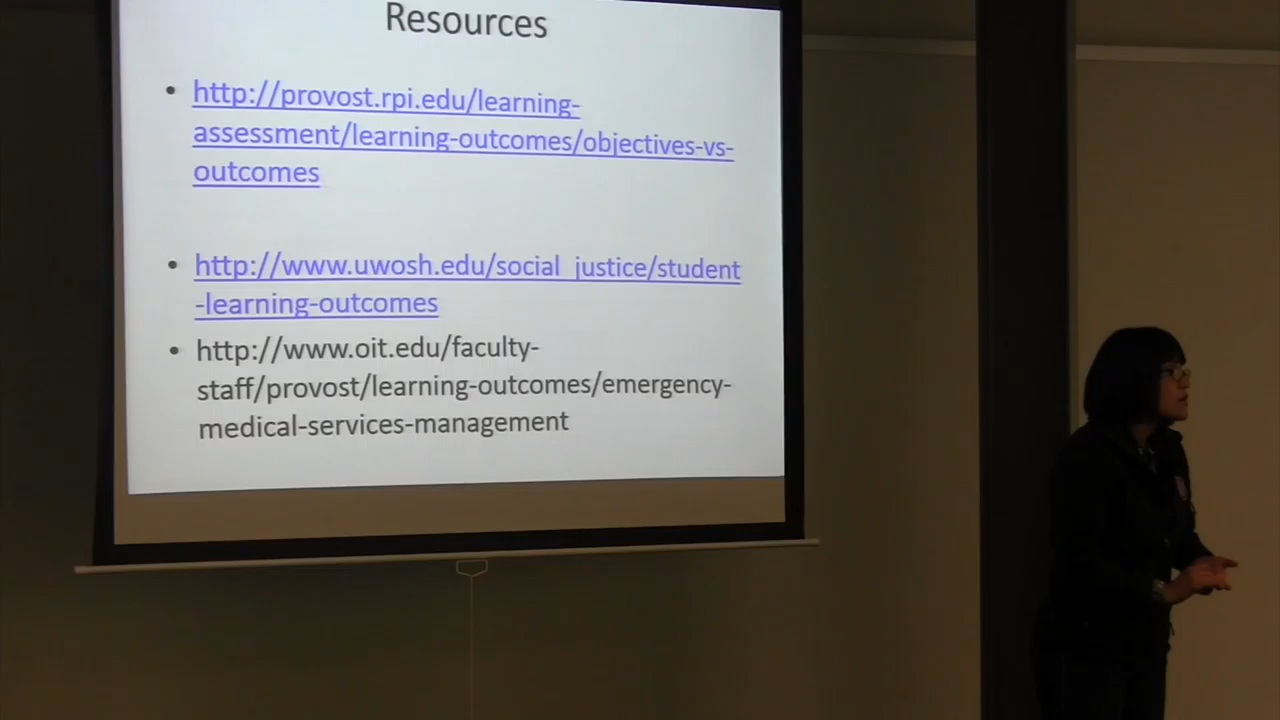 Resources
• http://provost.rpi.edu/learning-
assessment/learning-outcomes/objectives-vs-
outcomes
• http://www.uwosh.edu/social_justice/student
-learning-outcomes
• http://www.oit.edu/faculty-
staff/provost/learning-outcomes/emergency-
medical-services-management